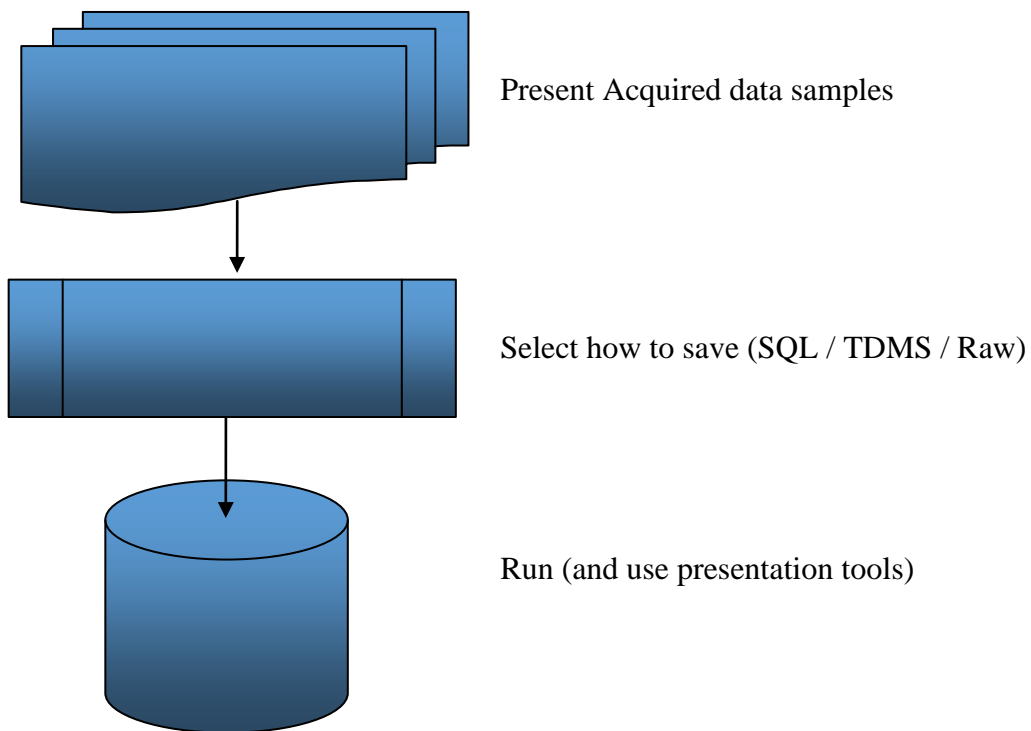 Present Acquired data samples
Select how to save (SQL / TDMS / Raw)
Run (and use presentation tools)